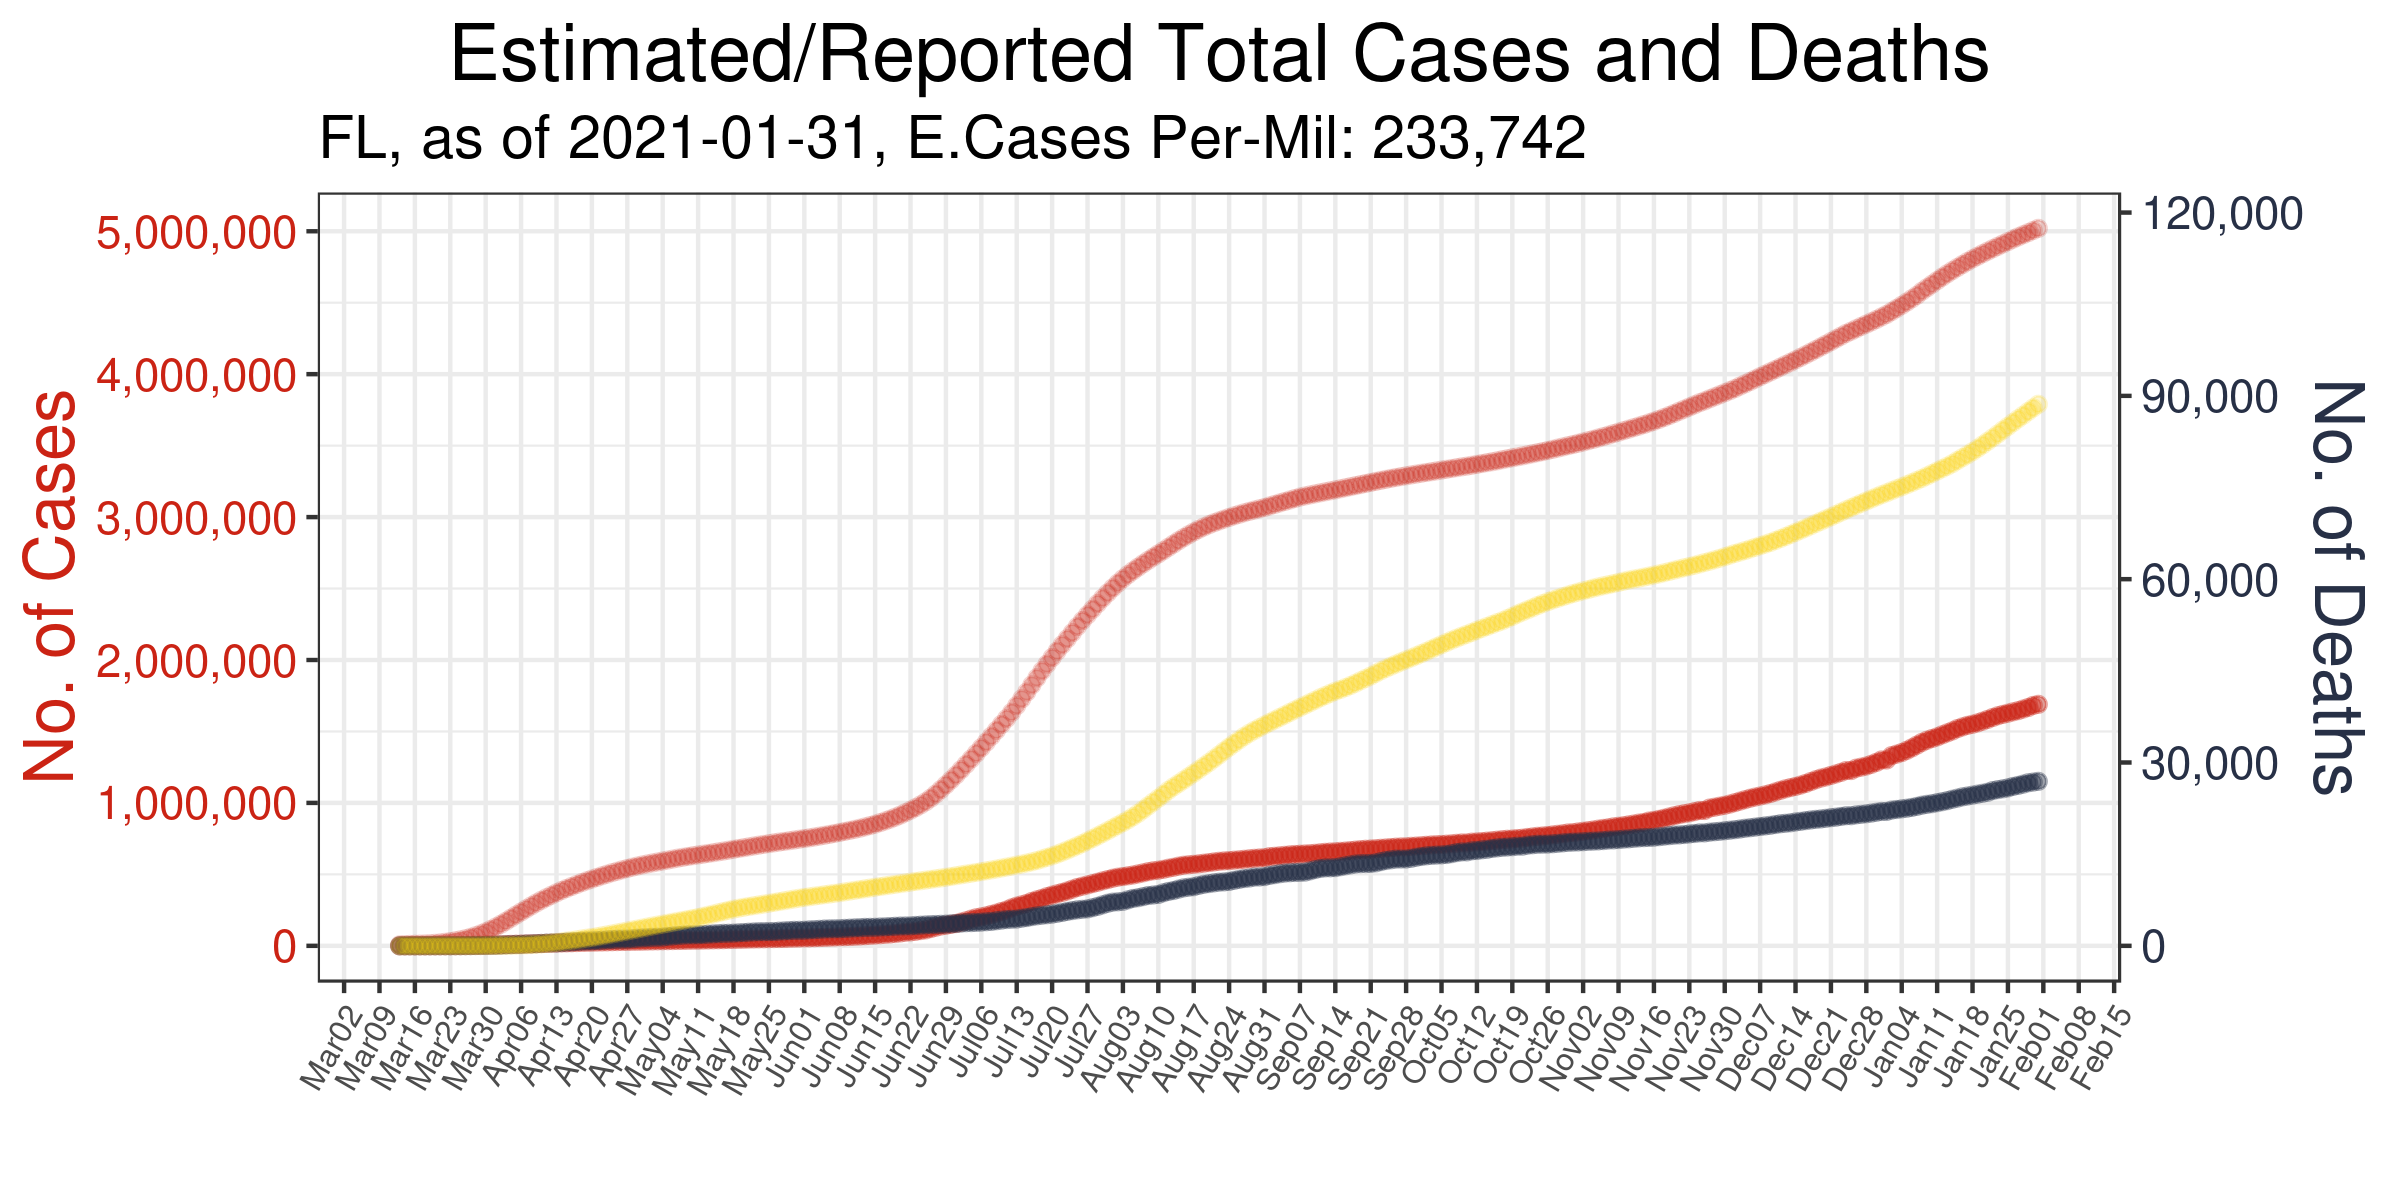 Estimated/Reported Total Cases and Deaths
FL, as of 2021-01-31, E.Cases Per-Mil: 233,742
No. of Cases
5,000,000
4,000,000
3,000,000
2,000,000
1,000,000
0
120,000
90,000
60,000
30,000
0
No. of Deaths
Mar02
Mar09
Mar16
Mar23
Mar30
Apr06
Apr13
Apr20
Apr27
May04
May11
May18
May25
Jun01
Jun08
Jun15
Jun22
Jun29
Jul06
Jul13
Jul20
Jul27
Aug03
Aug10
Aug17
Aug24
Aug31
Sep07
Sep14
Sep21
Sep28
Oct05
Oct12
Oct19
Oct26
Nov02
Nov09
Nov16
Nov23
Nov30
Dec07
Dec14
Dec21
Dec28
Jan04
Jan11
Jan18
Jan25
Feb01
Feb08
Feb15